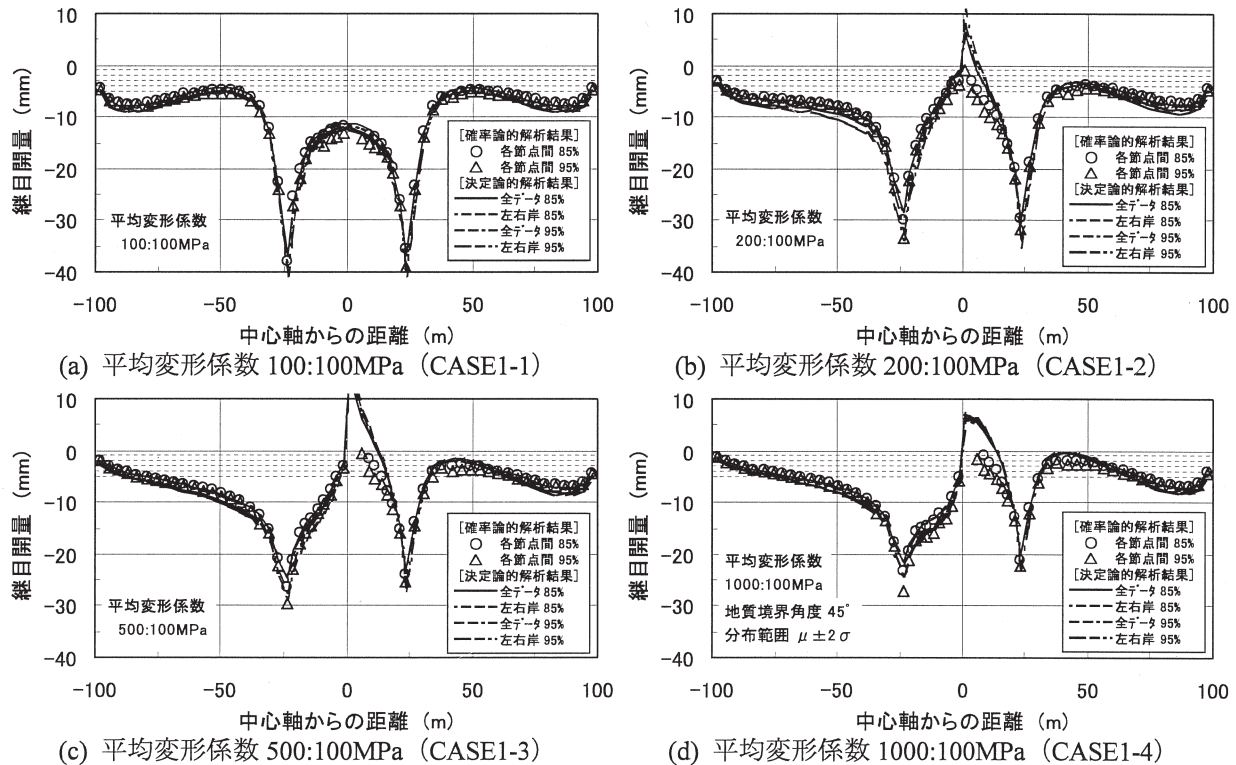 10
0
-10
-20
-30
-40
継目開量 (mm)
[確率論的解析結果]
各節点間 85%
各節点間 95%
[決定論的解析結果]
全データ 85%
左右岸 85%
全データ 95%
左右岸 95%
平均変形係数
100:100MPa
-100 -50 0 50 100
中心軸からの距離 (m)
(a) 平均変形係数 100:100MPa（CASE1-1）
10
0
-10
-20
-30
-40
継目開量 (mm)
[確率論的解析結果]
各節点間 85%
各節点間 95%
[決定論的解析結果]
全データ 85%
左右岸 85%
全データ 95%
左右岸 95%
平均変形係数
200:100MPa
-100 -50 0 50 100
中心軸からの距離 (m)
(b) 平均変形係数 200:100MPa（CASE1-2）
10
0
-10
-20
-30
-40
継目開量 (mm)
[確率論的解析結果]
各節点間 85%
各節点間 95%
[決定論的解析結果]
全データ 85%
左右岸 85%
全データ 95%
左右岸 95%
平均変形係数
500:100MPa
-100 -50 0 50 100
中心軸からの距離 (m)
(c) 平均変形係数 500:100MPa（CASE1-3）
10
0
-10
-20
-30
-40
継目開量 (mm)
[確率論的解析結果]
各節点間 85%
各節点間 95%
[決定論的解析結果]
全データ 85%
左右岸 85%
全データ 95%
左右岸 95%
平均変形係数
1000:100MPa
地質境界角度 45°
分布範囲 μ±2σ
-100 -50 0 50 100
中心軸からの距離 (m)
(d) 平均変形係数 1000:100MPa（CASE1-4）